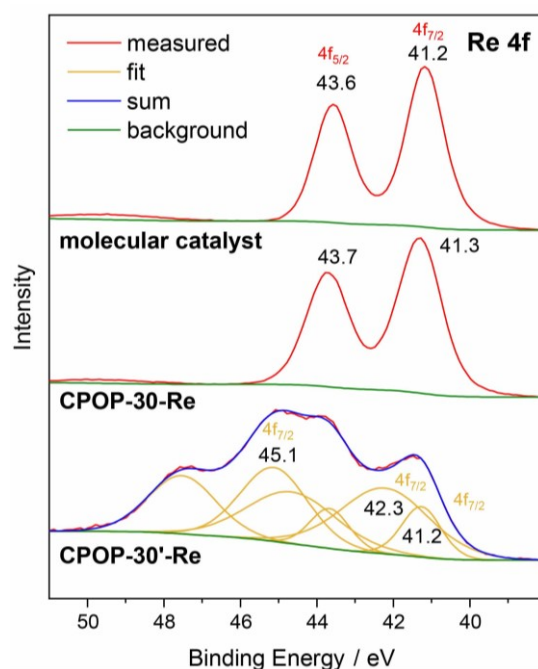 measured
fit
sum
background
Re 4f
4f5/2
43.6
4f7/2
41.2
molecular catalyst
43.7
41.3
CPOP-30-Re
4f7/2
45.1
4f7/2
42.3
4f7/2
41.2
CPOP-30'-Re
Intensity
50 48 46 44 42 40
Binding Energy / eV